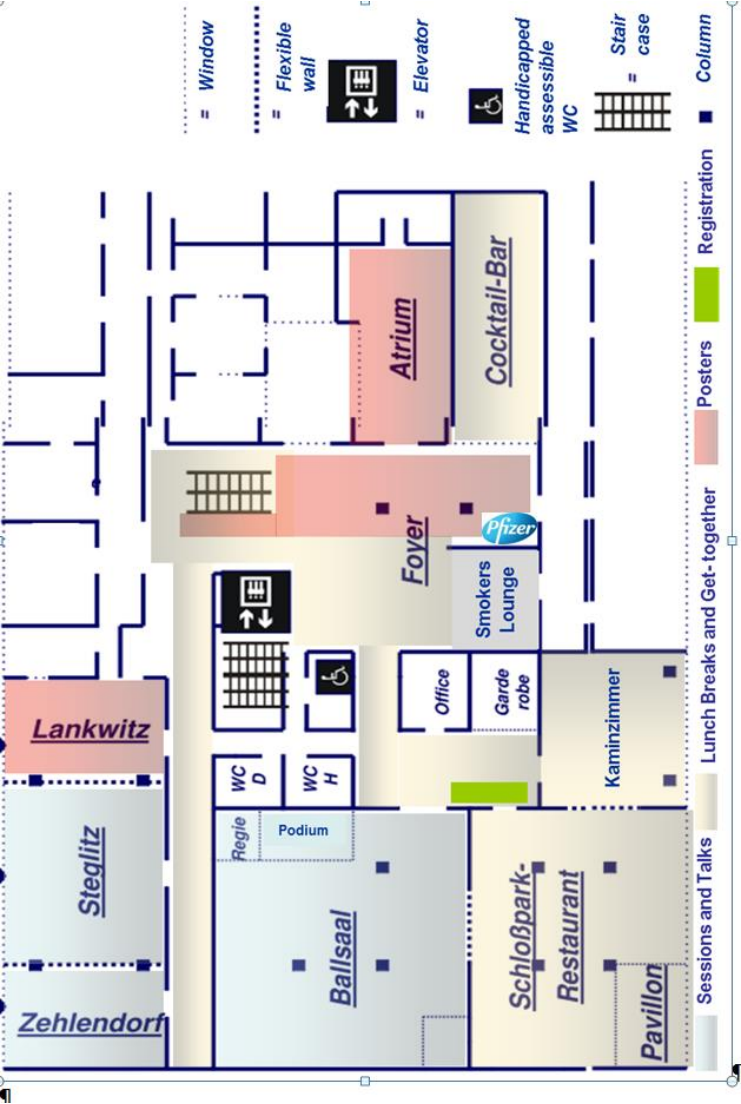 = Window
= Flexible
wall
= Elevator
Handicapped
assessible
WC
= Stair
case
Column
Registration
Posters
Lunch Breaks and Get-together
Sessions and Talks
Atrium
Cocktail-Bar
Foyer
Pfizer
Smokers
Lounge
Lankwitz
Office
Garde
robe
Kaminzimmer
WC
D
WC
H
Steglitz
Regie
Podium
Ballsaal
Schloßpark-
Restaurant
Zehlendorf
Pavillon
¶
¶